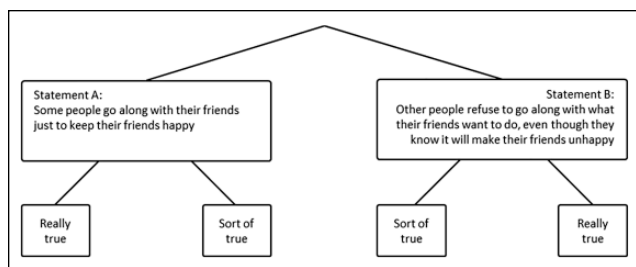 Statement A:
Some people go along with their friends
just to keep their friends happy
Statement B:
Other people refuse to go along with what
their friends want to do, even though they
know it will make their friends unhappy
Really
true
Sort of
true
Sort of
true
Really
true